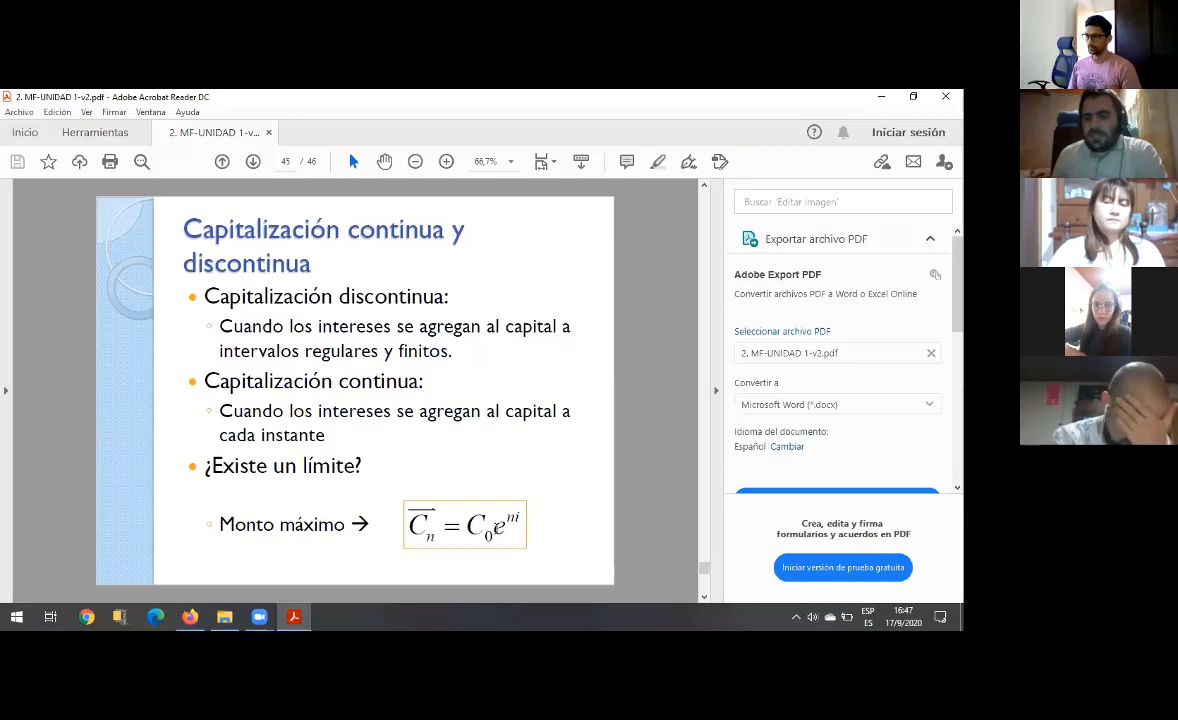 2. MF-UNIDAD 1-v2.pdf - Adobe Acrobat Reader DC
Archivo Edición Ver Firmar Ventana Ayuda
Inicio Herramientas 2. MF-UNIDAD 1-v... × Iniciar sesión
45 / 46 66,7%
Capitalización continua y
discontinua
Capitalización discontinua:
Cuando los intereses se agregan al capital a
intervalos regulares y finitos.
Capitalización continua:
Cuando los intereses se agregan al capital a
cada instante
¿Existe un límite?
Monto máximo → C̅ₙ = C₀eⁿⁱ
Buscar 'Editar imagen'
Exportar archivo PDF
Adobe Export PDF
Convertir archivos PDF a Word o Excel Online
Seleccionar archivo PDF
2. MF-UNIDAD 1-v2.pdf
Convertir a
Microsoft Word (*.docx)
Idioma del documento:
Español Cambiar
Crea, edita y firma
formularios y acuerdos en PDF
Iniciar versión de prueba gratuita
ESP
ES
16:47
17/9/2020